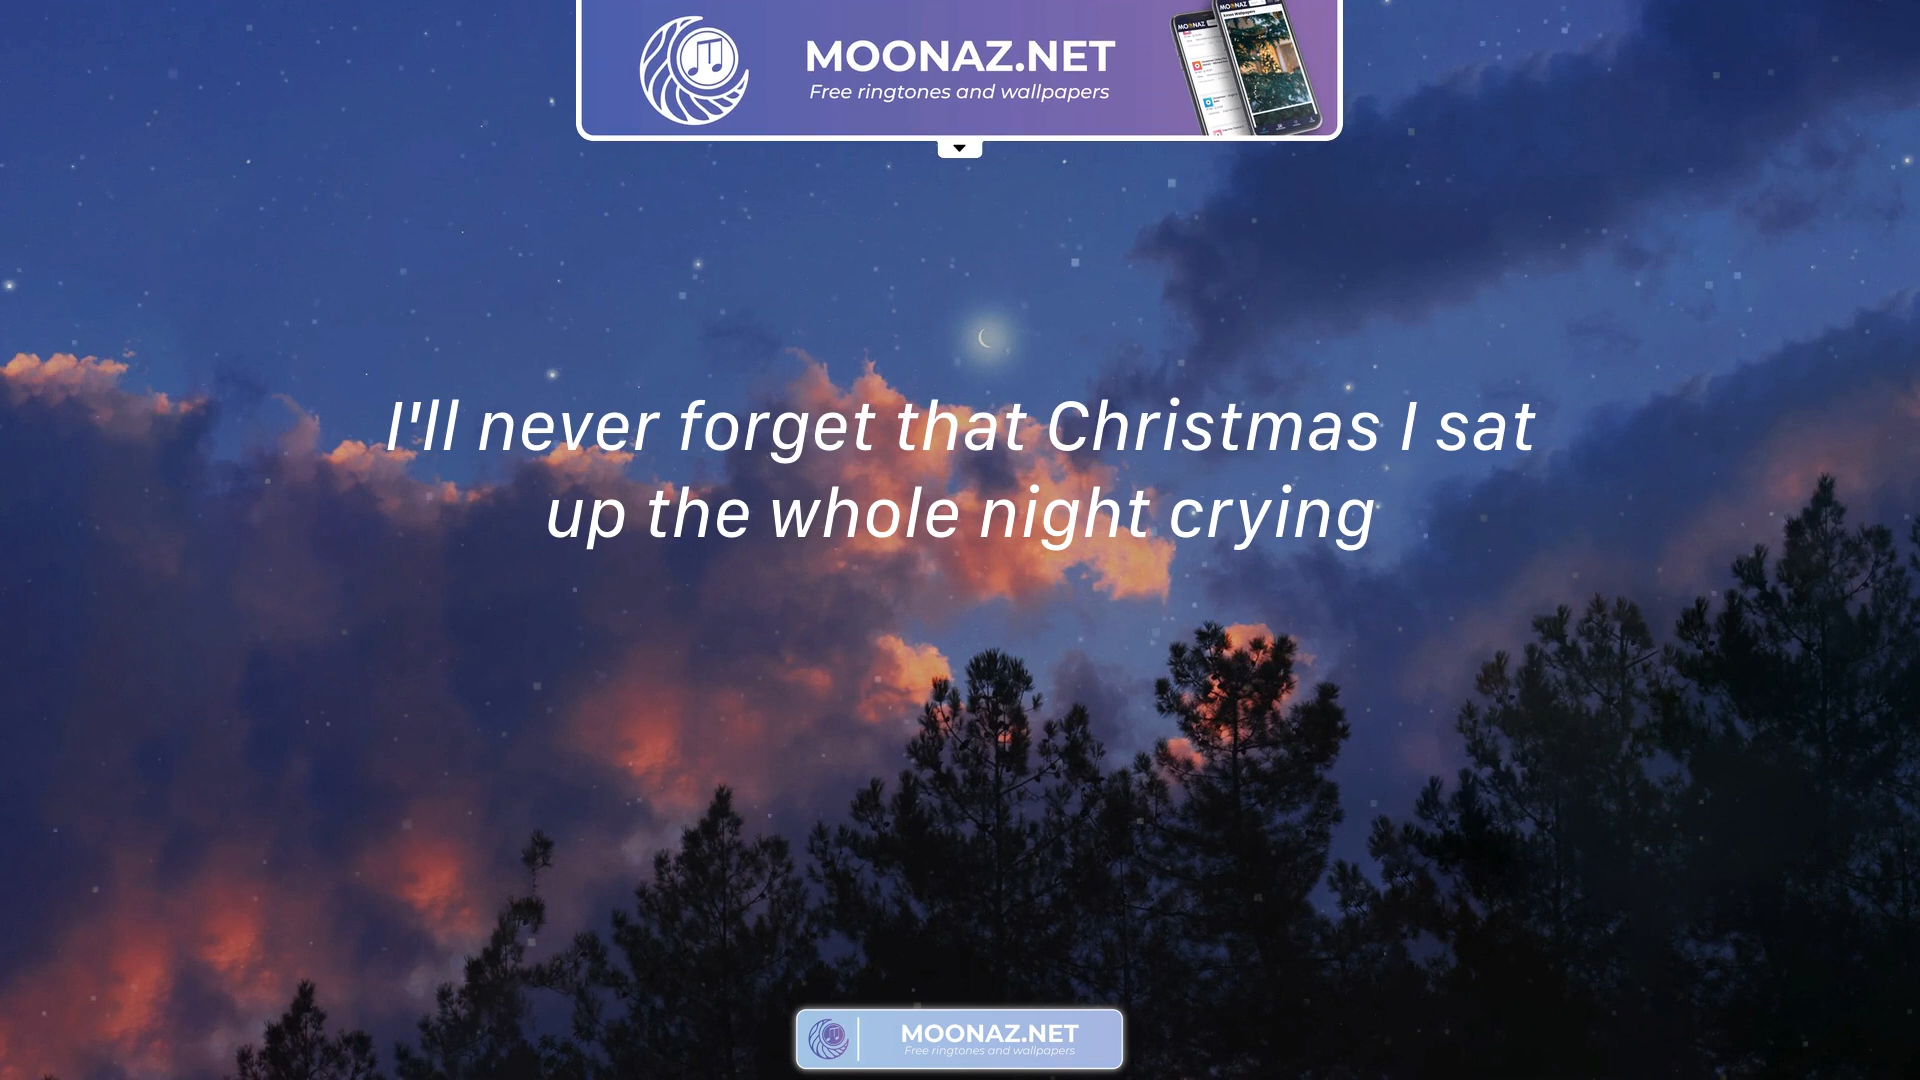 MOONAZ.NET
Free ringtones and wallpapers
I'll never forget that Christmas I sat
up the whole night crying
MOONAZ.NET
Free ringtones and wallpapers